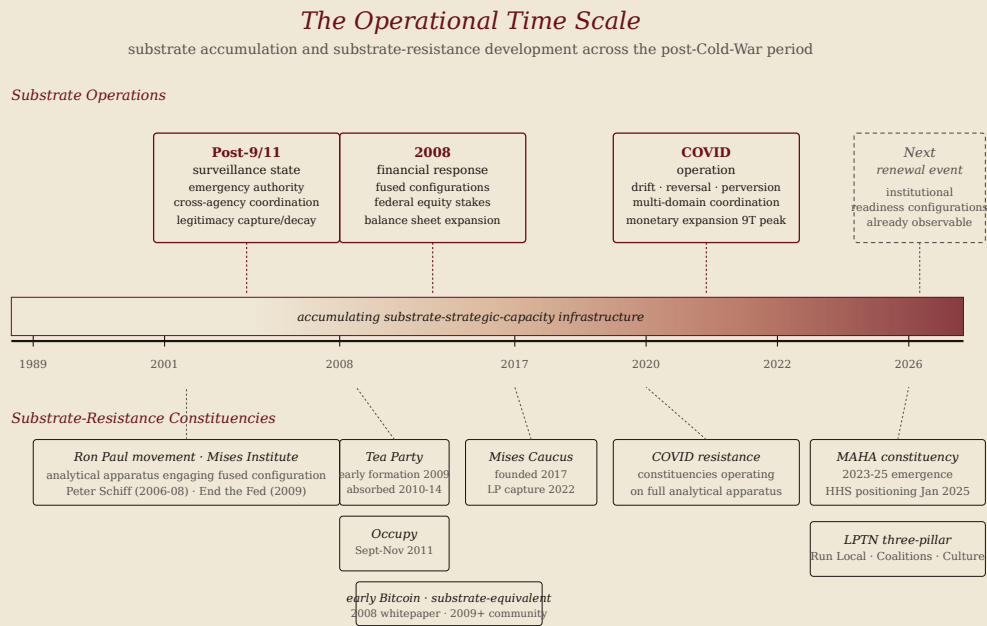 The Operational Time Scale
substrate accumulation and substrate-resistance development across the post-Cold-War period
Substrate Operations
Post-9/11
surveillance state
emergency authority
cross-agency coordination
legitimacy capture/decay
2008
financial response
fused configurations
federal equity stakes
balance sheet expansion
COVID
operation
drift · reversal · perversion
multi-domain coordination
monetary expansion 9T peak
Next
renewal event
institutional
readiness configurations
already observable
accumulating substrate-strategic-capacity infrastructure
1989
2001
2008
2017
2020
2022
2026
Substrate-Resistance Constituencies
Ron Paul movement · Mises Institute
analytical apparatus engaging fused configuration
Peter Schiff (2006-08) · End the Fed (2009)
Tea Party
early formation 2009
absorbed 2010-14
Mises Caucus
founded 2017
LP capture 2022
COVID resistance
constituencies operating
on full analytical apparatus
MAHA constituency
2023-25 emergence
HHS positioning Jan 2025
Occupy
Sept-Nov 2011
LPTN three-pillar
Run Local · Coalitions · Culture
early Bitcoin · substrate-equivalent
2008 whitepaper · 2009+ community